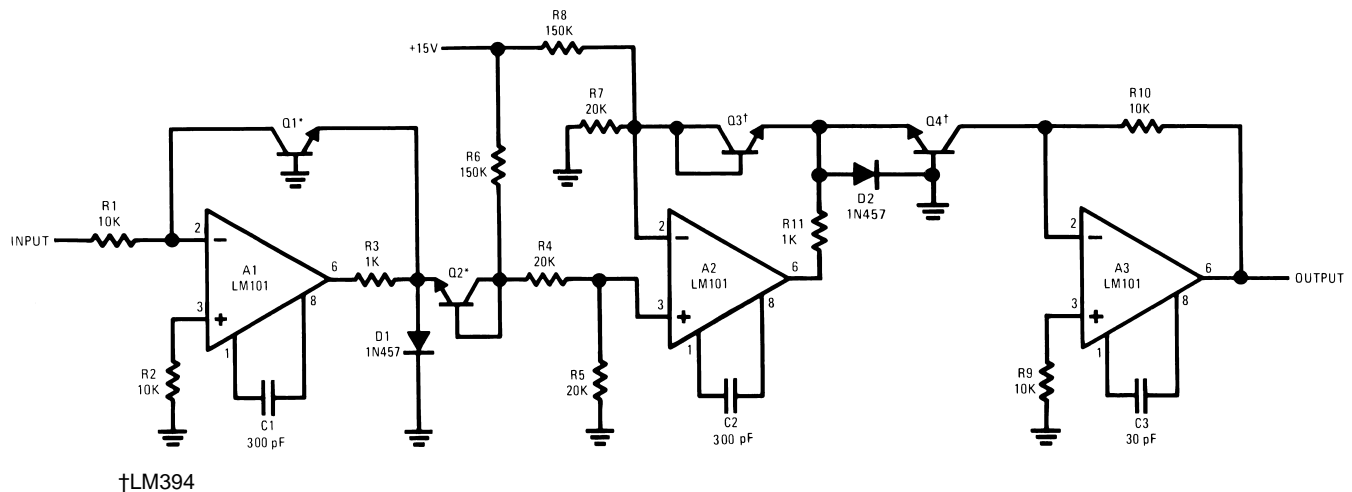 R8
150K
+15V
R7
20K
Q1*
Q3†
Q4†
R10
10K
R6
150K
R1
10K
INPUT
D2
1N457
R11
1K
2
A1
LM101
3
6
8
1
R3
1K
Q2*
R4
20K
2
A2
LM101
3
6
8
1
2
A3
LM101
3
6
8
1
OUTPUT
D1
1N457
R2
10K
C1
300 pF
R5
20K
C2
300 pF
R9
10K
C3
30 pF
†LM394